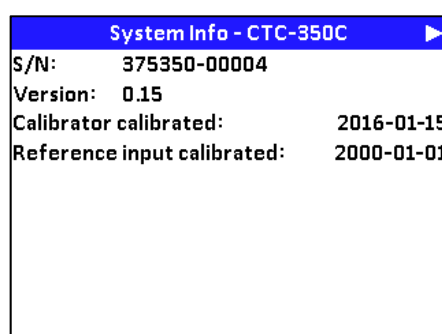 System Info - CTC-350C
S/N: 375350-00004
Version: 0.15
Calibrator calibrated: 2016-01-15
Reference input calibrated: 2000-01-01